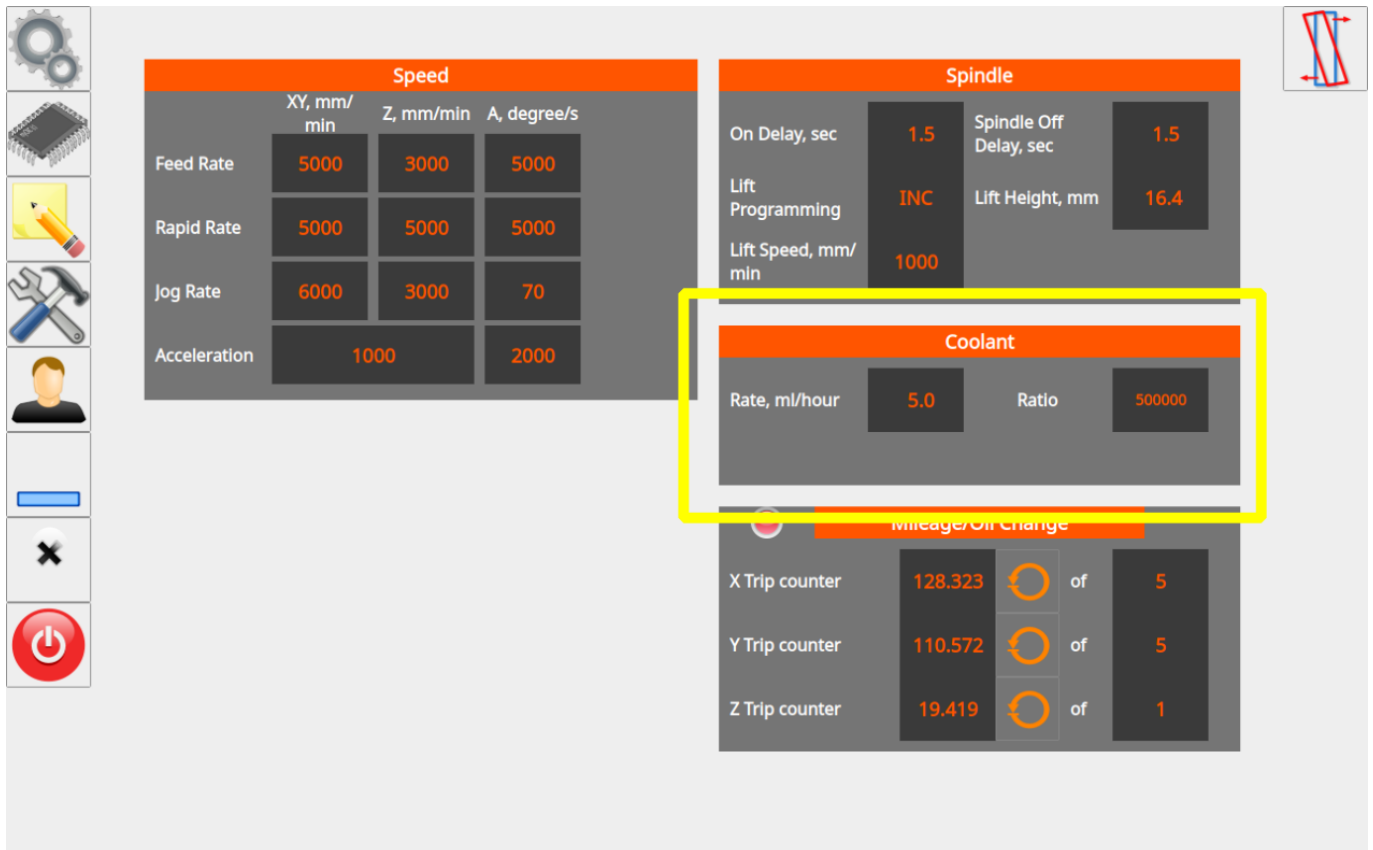 Speed
XY, mm/
min
Z, mm/min
A, degree/s
Feed Rate
5000
3000
5000
Rapid Rate
5000
5000
5000
Jog Rate
6000
3000
70
Acceleration
1000
2000
Spindle
On Delay, sec
1.5
Spindle Off
Delay, sec
1.5
Lift
Programming
INC
Lift Height, mm
16.4
Lift Speed, mm/
min
1000
Coolant
Rate, ml/hour
5.0
Ratio
500000
Mileage/Oil Change
X Trip counter
128.323
of
5
Y Trip counter
110.572
of
5
Z Trip counter
19.419
of
1